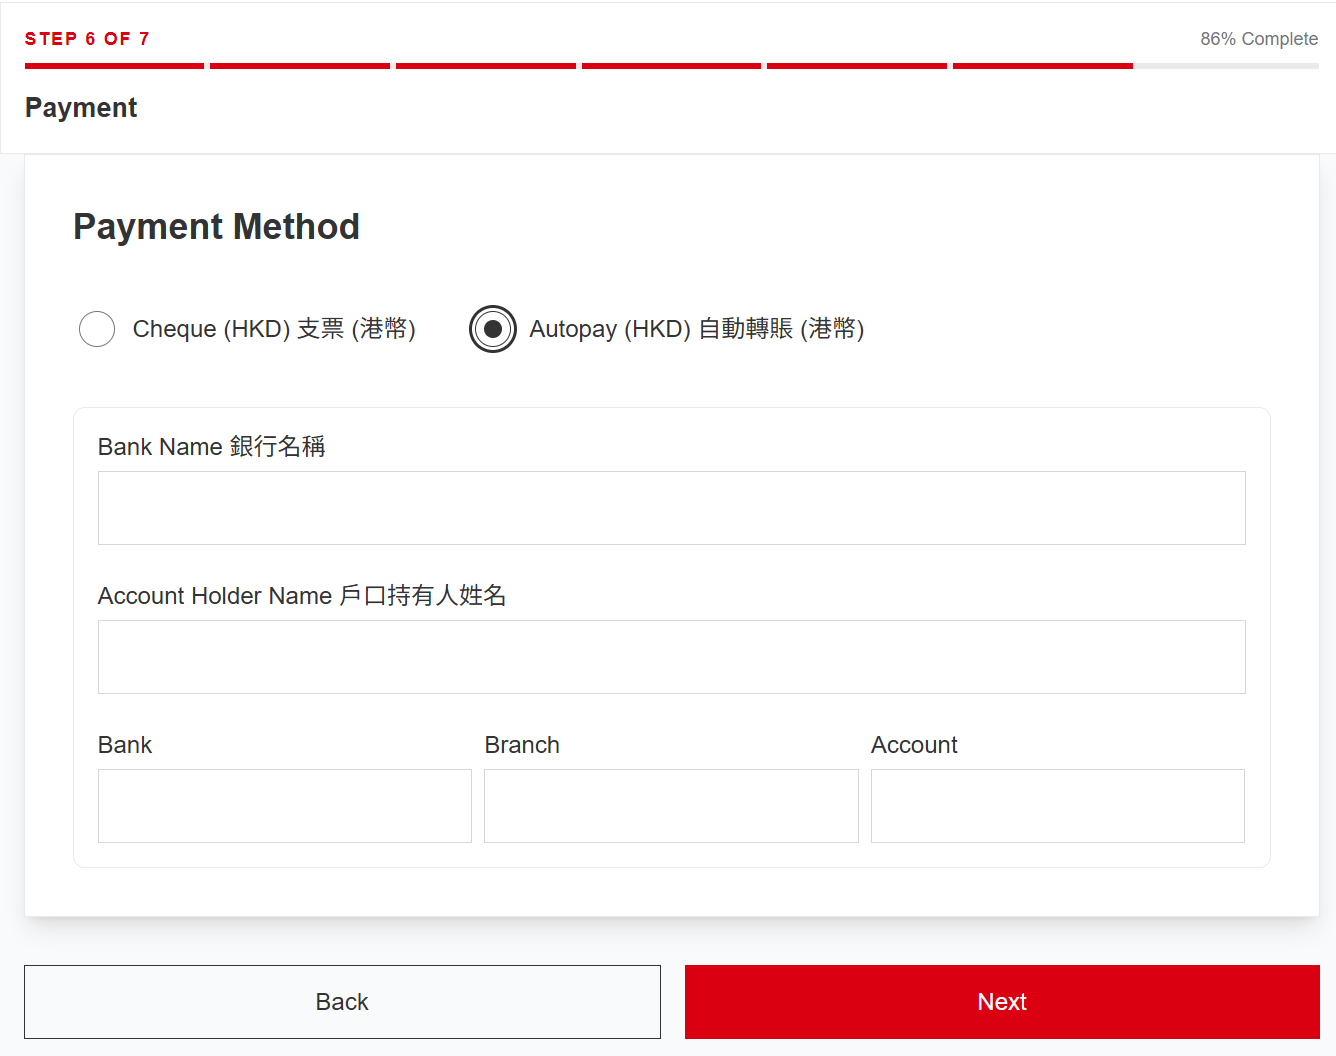 STEP 6 OF 7
86% Complete
Payment
Payment Method
Cheque (HKD) 支票 (港幣)
Autopay (HKD) 自動轉賬 (港幣)
Bank Name 銀行名稱
Account Holder Name 戶口持有人姓名
Bank
Branch
Account
Back
Next